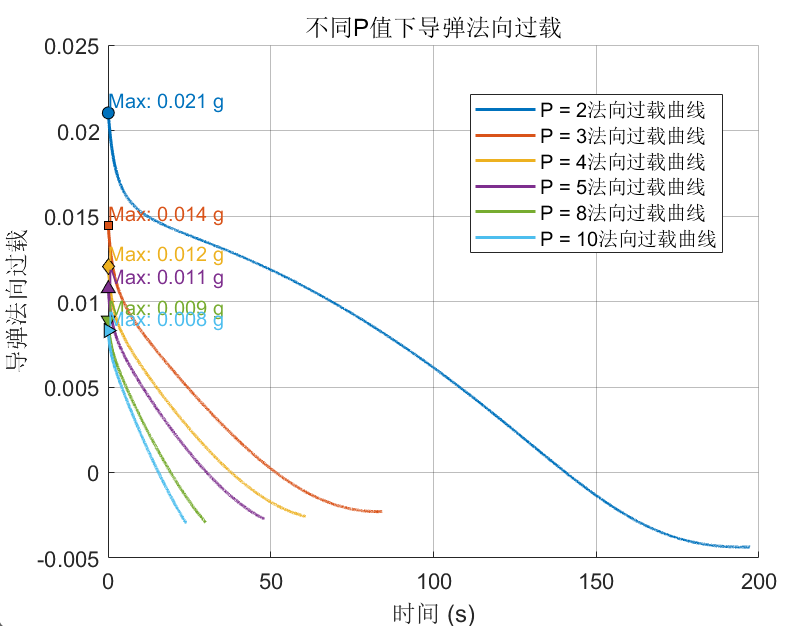 不同P值下导弹法向过载
导弹法向过载
0.025
0.02
0.015
0.01
0.005
0
-0.005
Max: 0.021 g
Max: 0.014 g
Max: 0.012 g
Max: 0.011 g
Max: 0.009 g
Max: 0.008 g
P = 2法向过载曲线
P = 3法向过载曲线
P = 4法向过载曲线
P = 5法向过载曲线
P = 8法向过载曲线
P = 10法向过载曲线
0 50 100 150 200
时间 (s)